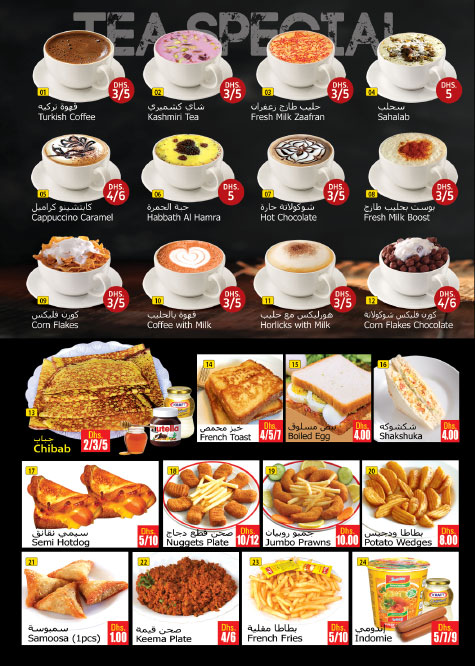 TEA SPECIAL
01
DHS. 3/5
قهوة تركيه
Turkish Coffee
02
DHS. 3/5
شاي كشميري
Kashmiri Tea
03
DHS. 3/5
حليب طازج زعفران
Fresh Milk Zaafran
04
DHS. 5
سحلب
Sahalab
05
DHS. 4/6
كابتشينو كراميل
Cappuccino Caramel
06
DHS. 5
حبة الحمرة
Habbath Al Hamra
07
DHS. 3/5
شوكولاتة حارة
Hot Chocolate
08
DHS. 3/5
بوست بحليب طازج
Fresh Milk Boost
09
DHS. 3/5
كورن فليكس
Corn Flakes
10
DHS. 3/5
قهوة بالحليب
Coffee with Milk
11
DHS. 3/5
هورليكس مع حليب
Horlicks with Milk
12
DHS. 4/6
كورن فليكس شوكولاتة
Corn Flakes Chocolate
13
جباب
Chibab
Dhs. 2/3/5
nutella
14
خبز محمص
French Toast
Dhs. 4/5/7
15
بيض مسلوق
Boiled Egg
Dhs. 4.00
16
شكشوكه
Shakshuka
Dhs. 4.00
17
سيمي نقانق
Semi Hotdog
Dhs. 5/10
18
صحن قطع دجاج
Nuggets Plate
Dhs. 10/12
19
جمبو روبيان
Jumbo Prawns
Dhs. 10.00
20
بطاطا ودجيس
Potato Wedges
Dhs. 8.00
21
سمبوسة
Samoosa (1pcs)
Dhs. 1.00
22
صحن قيمة
Keema Plate
Dhs. 4/6
23
بطاطا مقلية
French Fries
Dhs. 5/10
24
Indomie
إندومي
Indomie
Dhs. 5/7/9